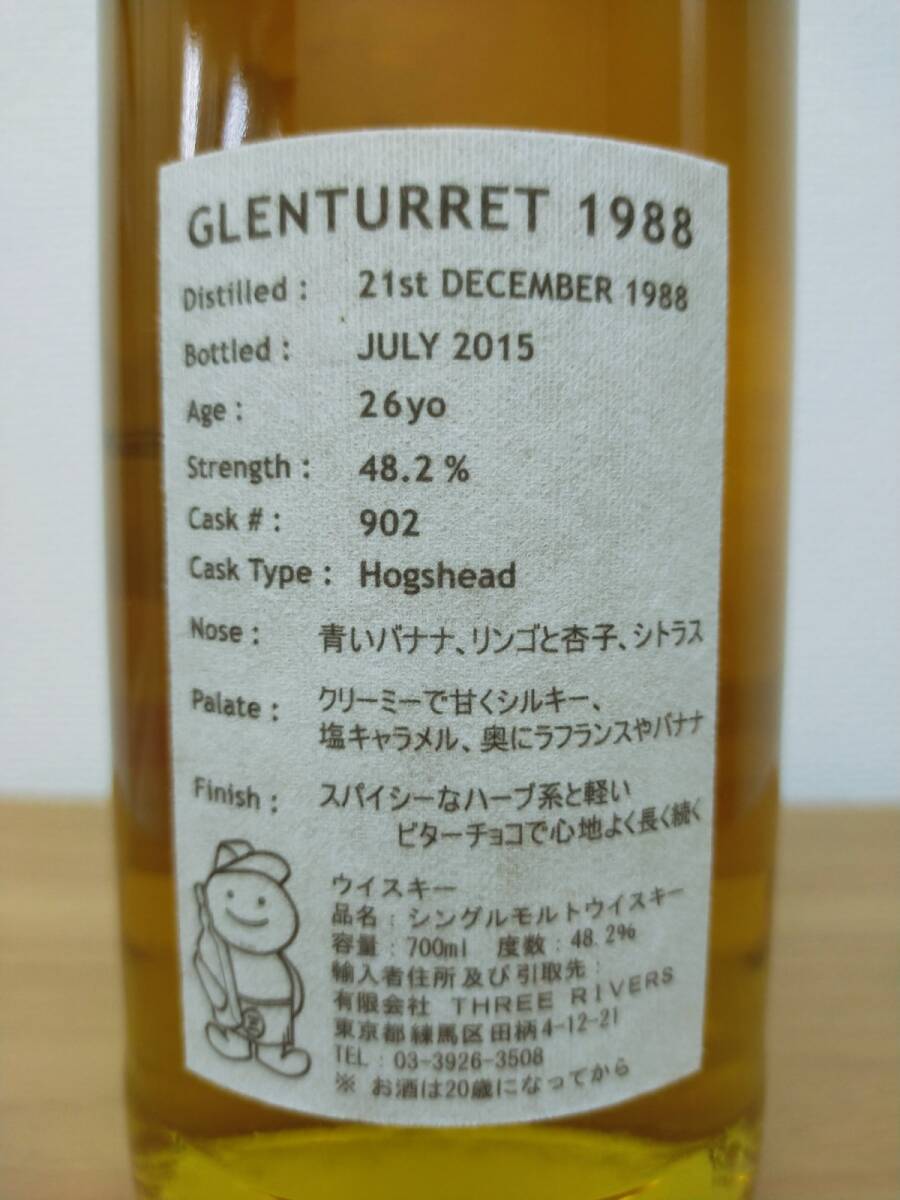 GLENTURRET 1988
Distilled : 21st DECEMBER 1988
Bottled : JULY 2015
Age : 26yo
Strength : 48.2 %
Cask # : 902
Cask Type : Hogshead
Nose : 青いバナナ、リンゴと杏子、シトラス
Palate : クリーミーで甘くシルキー、
塩キャラメル、奥にラフランスやバナナ
Finish : スパイシーなハーブ系と軽い
ビターチョコで心地よく長く続く
ウイスキー
品名 : シングルモルトウイスキー
容量 : 700ml 度数 : 48.2%
輸入者住所及び引取先 :
有限会社 THREE RIVERS
東京都練馬区田柄4-12-21
TEL : 03-3926-3508
※ お酒は20歳になってから